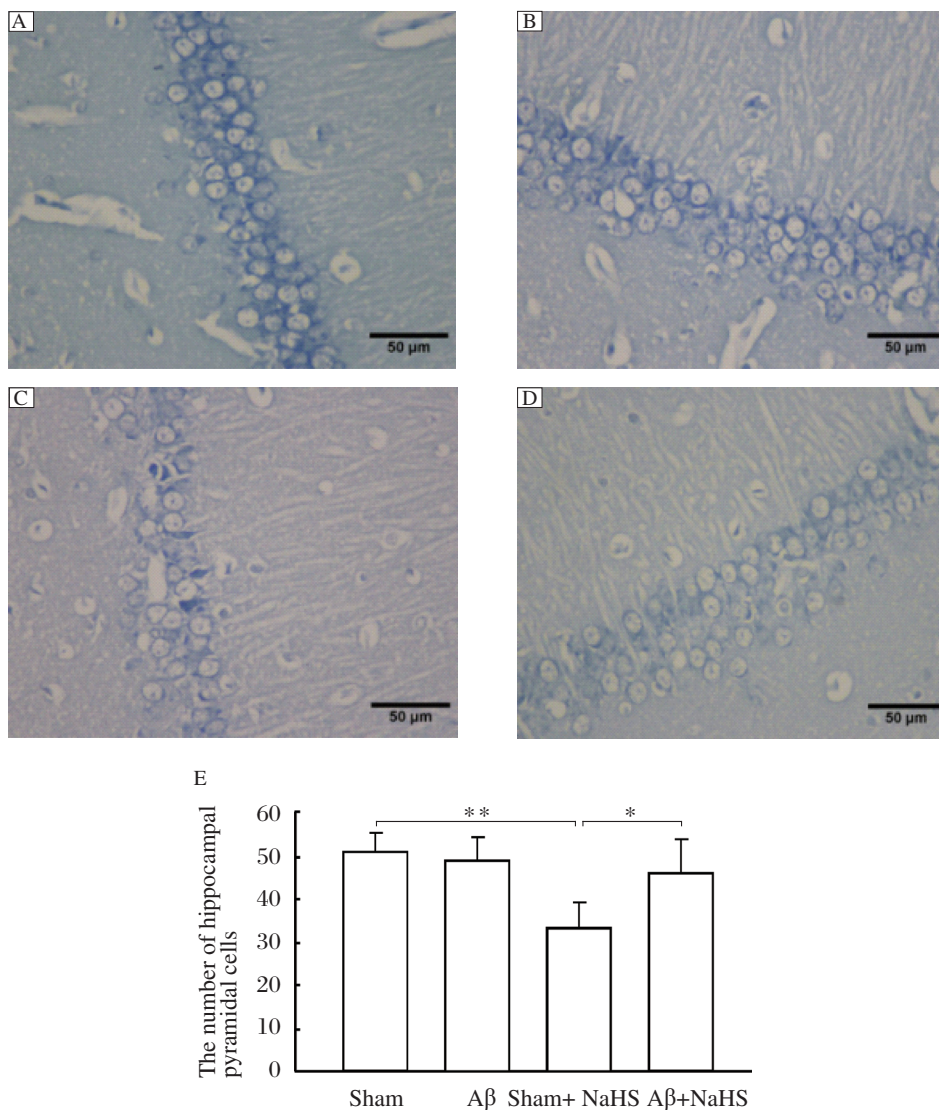 A
B
50 µm
50 µm
C
D
50 µm
50 µm
E
** *
The number of hippocampal
pyramidal cells
60
50
40
30
20
10
0
Sham Aβ Sham+ NaHS Aβ+NaHS